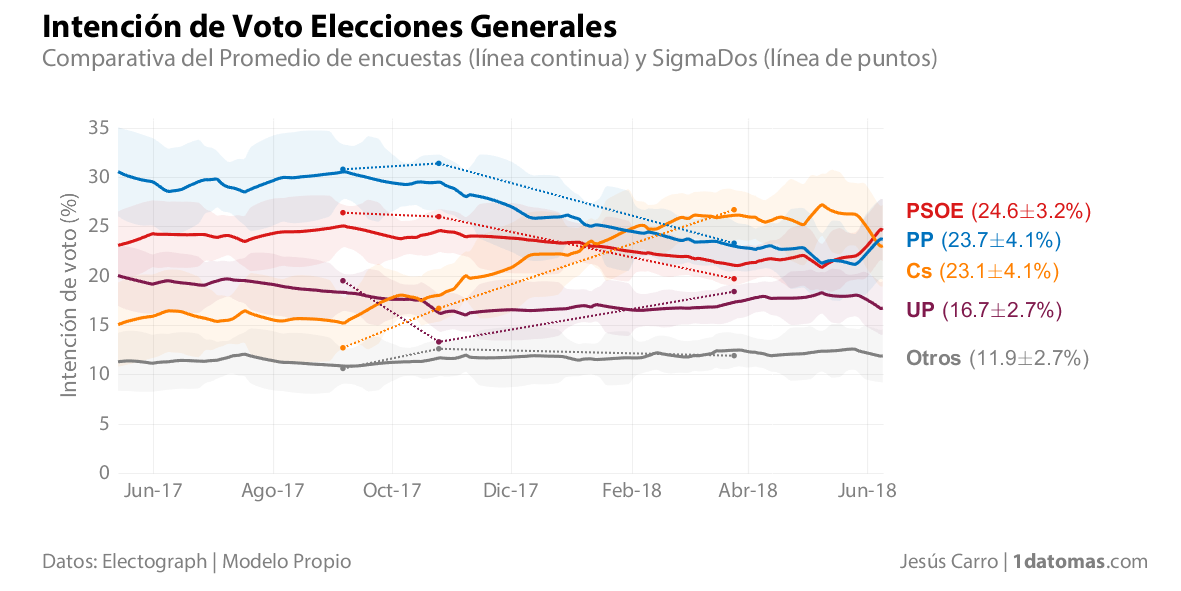 Intención de Voto Elecciones Generales
Comparativa del Promedio de encuestas (línea continua) y SigmaDos (línea de puntos)
Intención de voto (%)
35
30
25
20
15
10
5
0
Jun-17 Ago-17 Oct-17 Dic-17 Feb-18 Abr-18 Jun-18
PSOE (24.6±3.2%)
PP (23.7±4.1%)
Cs (23.1±4.1%)
UP (16.7±2.7%)
Otros (11.9±2.7%)
Datos: Electograph | Modelo Propio
Jesús Carro | 1datomas.com